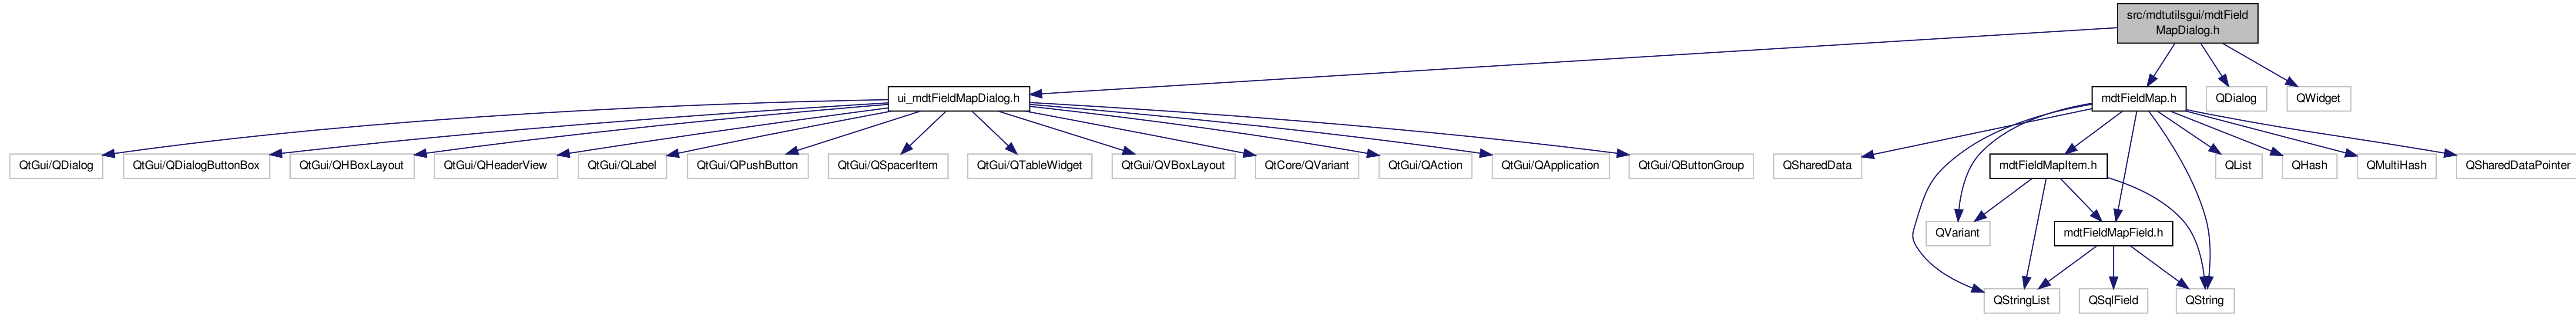 src/mdtutilsgui/mdtField
MapDialog.h
ui_mdtFieldMapDialog.h
mdtFieldMap.h
QDialog
QWidget
QtGui/QDialog
QtGui/QDialogButtonBox
QtGui/QHBoxLayout
QtGui/QHeaderView
QtGui/QLabel
QtGui/QPushButton
QtGui/QSpacerItem
QtGui/QTableWidget
QtGui/QVBoxLayout
QtCore/QVariant
QtGui/QAction
QtGui/QApplication
QtGui/QButtonGroup
QSharedData
mdtFieldMapItem.h
QList
QHash
QMultiHash
QSharedDataPointer
QVariant
mdtFieldMapField.h
QStringList
QSqlField
QString